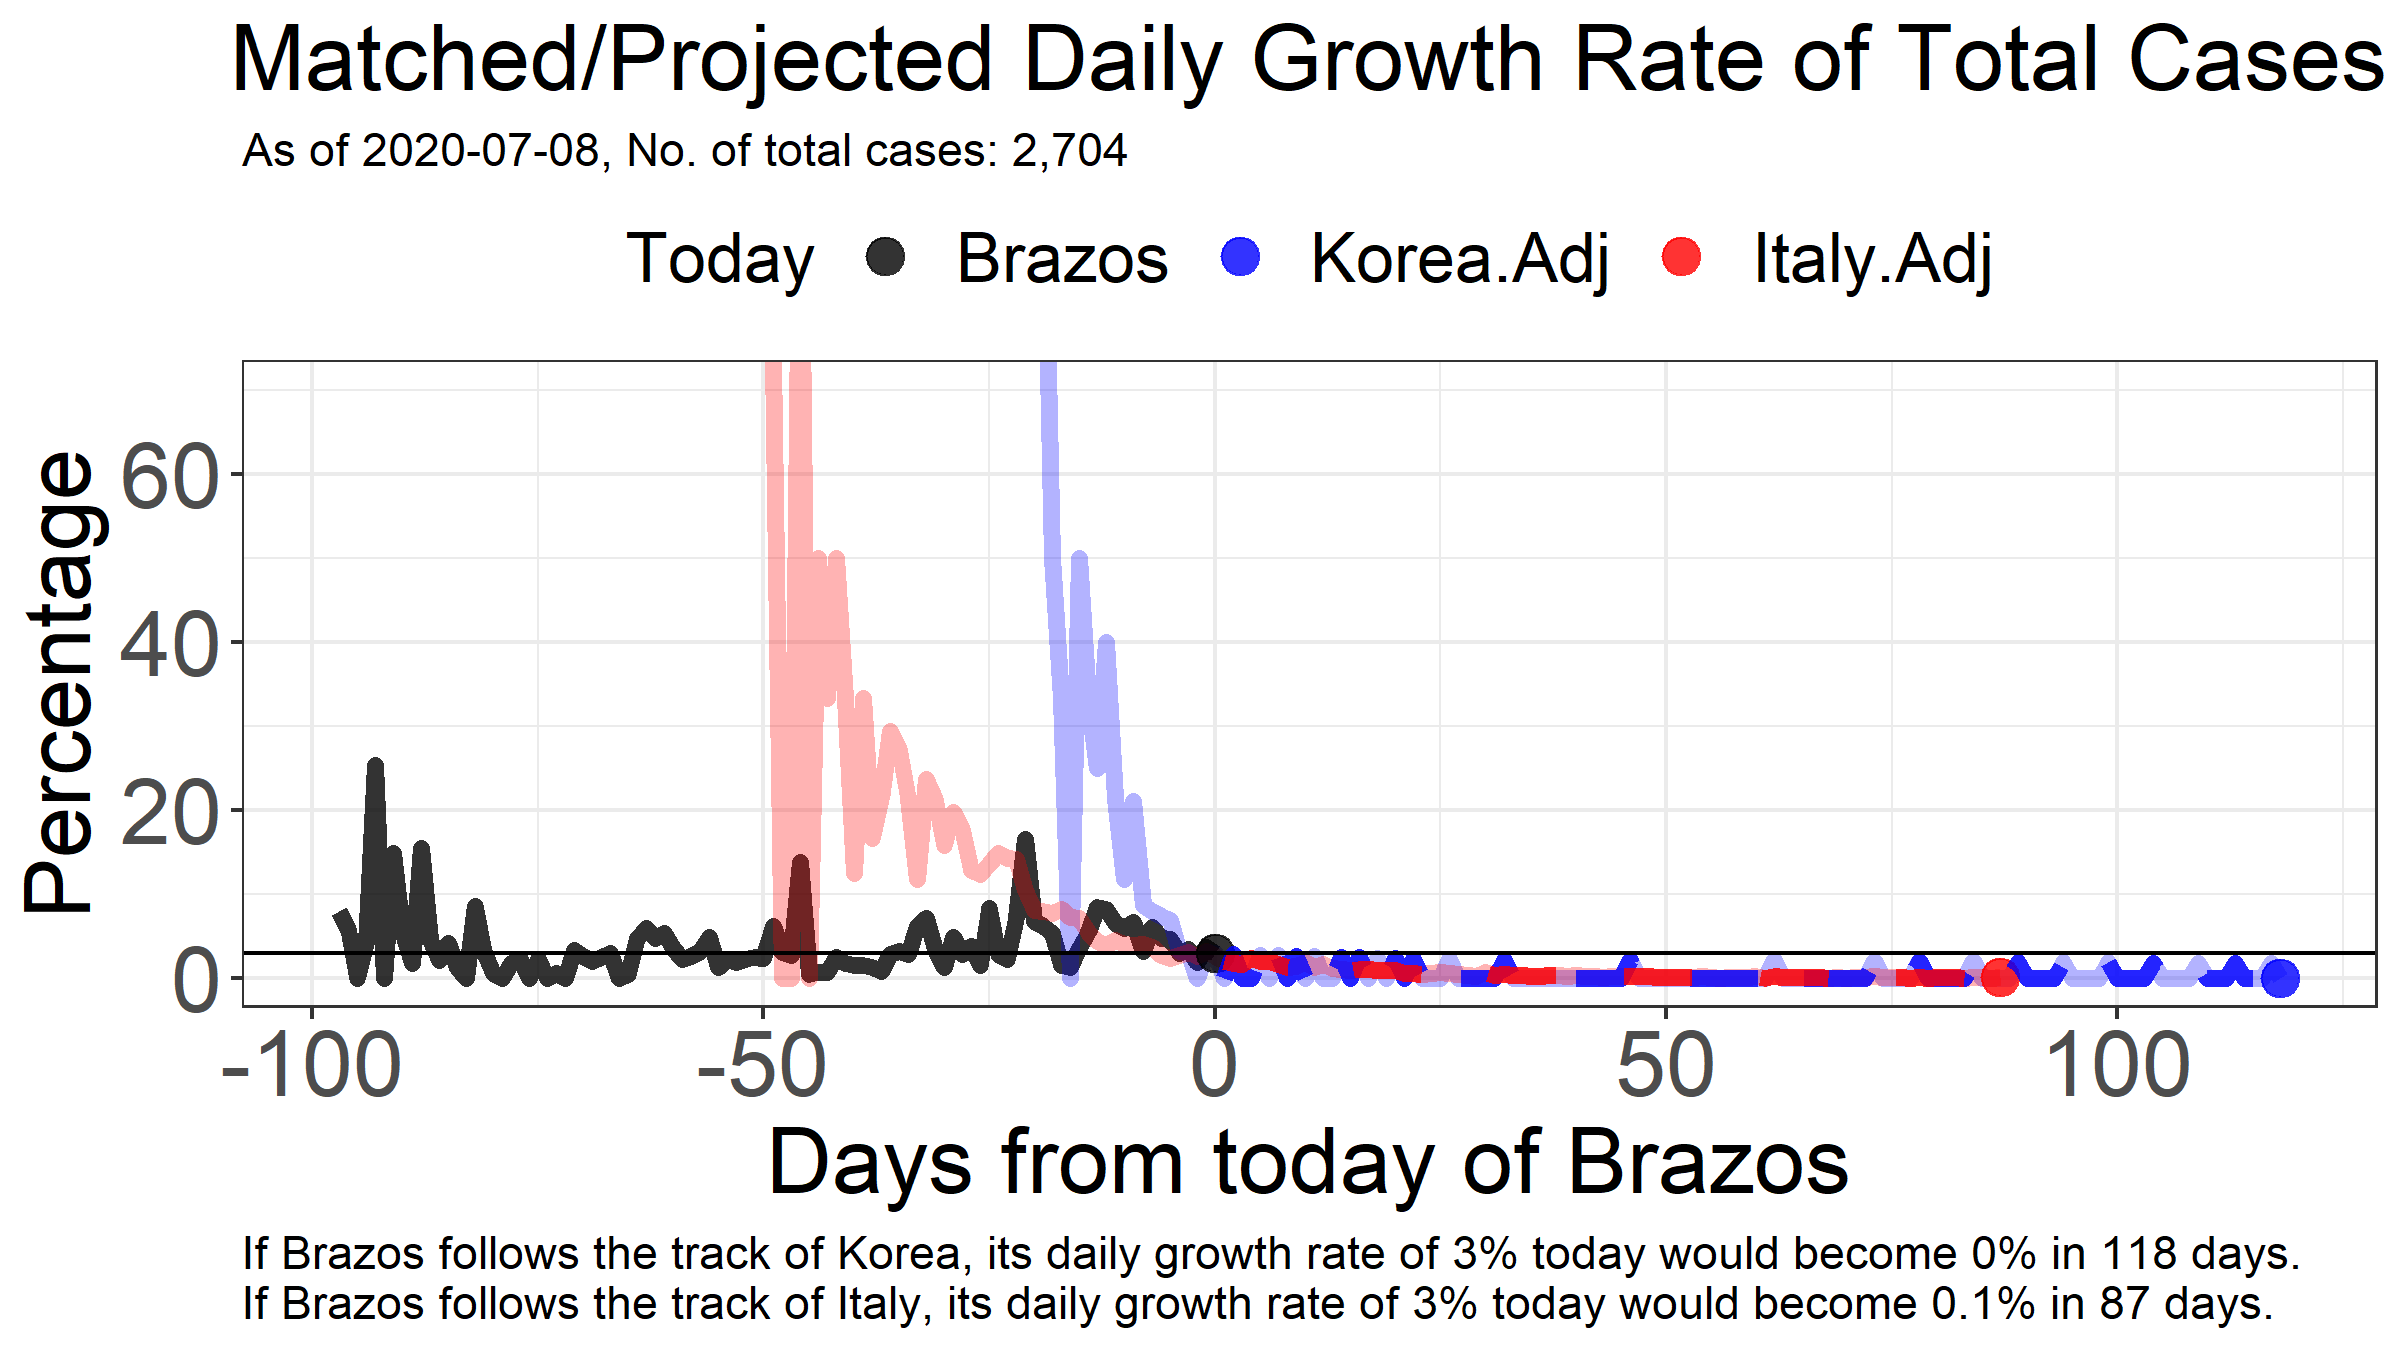 Matched/Projected Daily Growth Rate of Total Cases
As of 2020-07-08, No. of total cases: 2,704
Today Brazos Korea.Adj Italy.Adj
Percentage
60
40
20
0
-100 -50 0 50 100
Days from today of Brazos
If Brazos follows the track of Korea, its daily growth rate of 3% today would become 0% in 118 days.
If Brazos follows the track of Italy, its daily growth rate of 3% today would become 0.1% in 87 days.